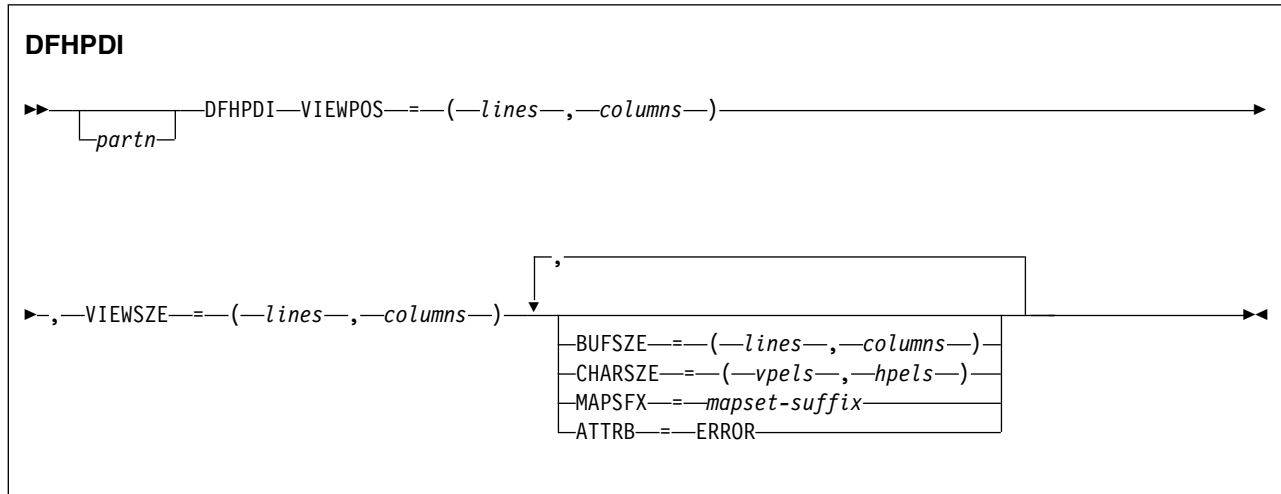 DFHPDI
DFHPDI VIEWPOS = ( lines , columns )
partn
,
, VIEWSZE = ( lines , columns )
BUFSZE = ( lines , columns )
CHARSZE = ( vpels , hpels )
MAPSFX = mapset-suffix
ATTRB = ERROR